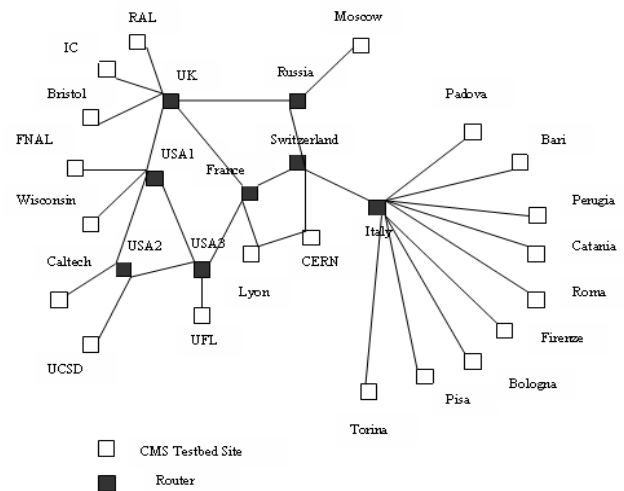 RAL
Moscow
IC
UK
Russia
Bristol
Padova
FNAL
USA1
Switzerland
Bari
France
Wisconsin
Perugia
Italy
USA2
USA3
Caltech
CERN
Catania
Lyon
Roma
UFL
Firenze
UCSD
Bologna
Pisa
Torina
CMS Testbed Site
Router